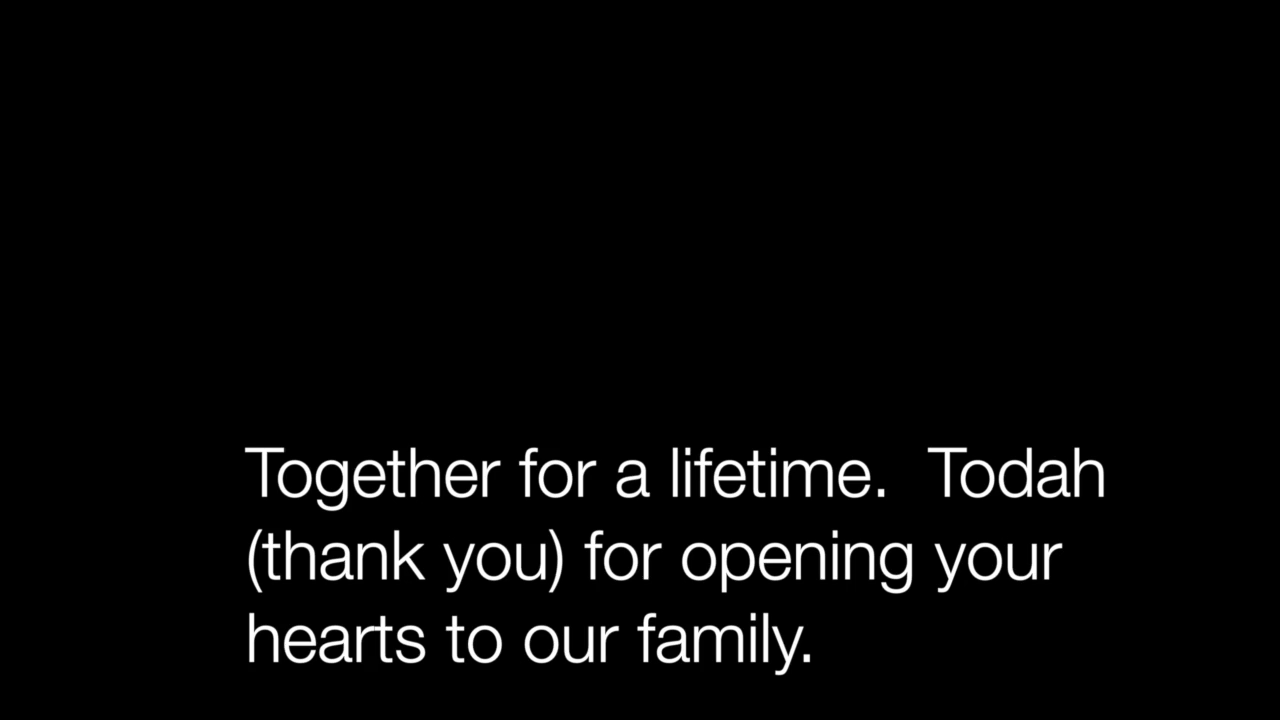 Together for a lifetime.  Todah
(thank you) for opening your
hearts to our family.